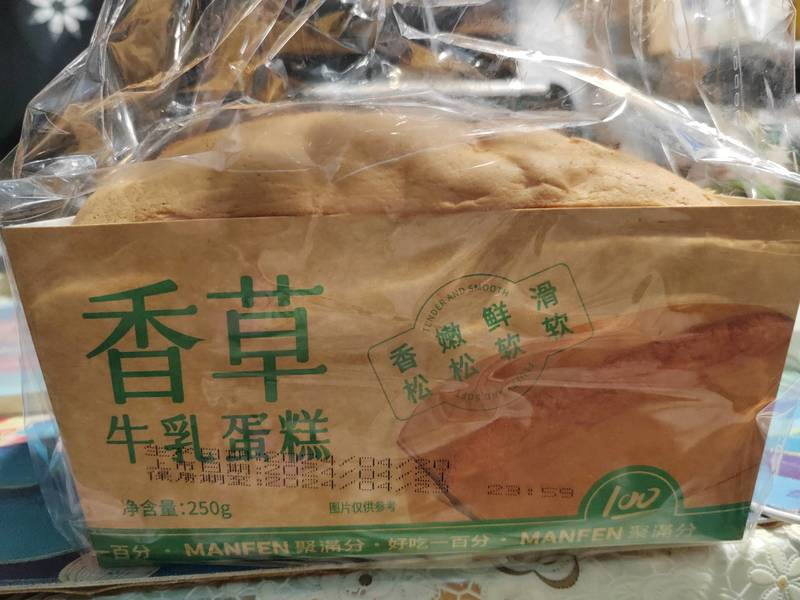 香草
牛乳蛋糕
TENDER AND SMOOTH
香嫩鲜滑
松松软软
23:59
净含量:250g
图片仅供参考
100
一百分 · MANFEN 聚满分 · 好吃一百分 · MANFEN 聚满分